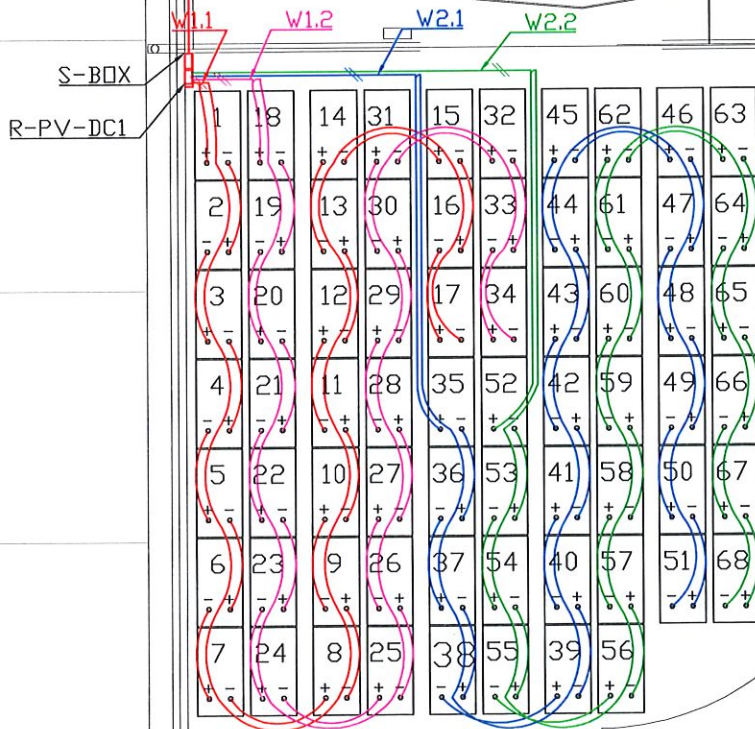 W1.1 W1.2 W2.1 W2.2
S-BOX
R-PV-DC1
1 18 14 31 15 32 45 62 46 63
+ - - + - + + - - + + - + - - + - + + -
2 19 13 30 16 33 44 61 47 64
- + + - + - - + + - - + - + + - + - - +
3 20 12 29 17 34 43 60 48 65
+ - - + - + + - + - - + + - - + - + + -
4 21 11 28 35 52 42 59 49 66
- + + - + - - + + - + - - + + - + - - +
5 22 10 27 36 53 41 58 50 67
+ - - + - + + - - + - + + - - + - + + -
6 23 9 26 37 54 40 57 51 68
- + + - + - - + + - + - - + + - + - - +
7 24 8 25 38 55 39 56
+ - - + - + + - - + - + + - - +